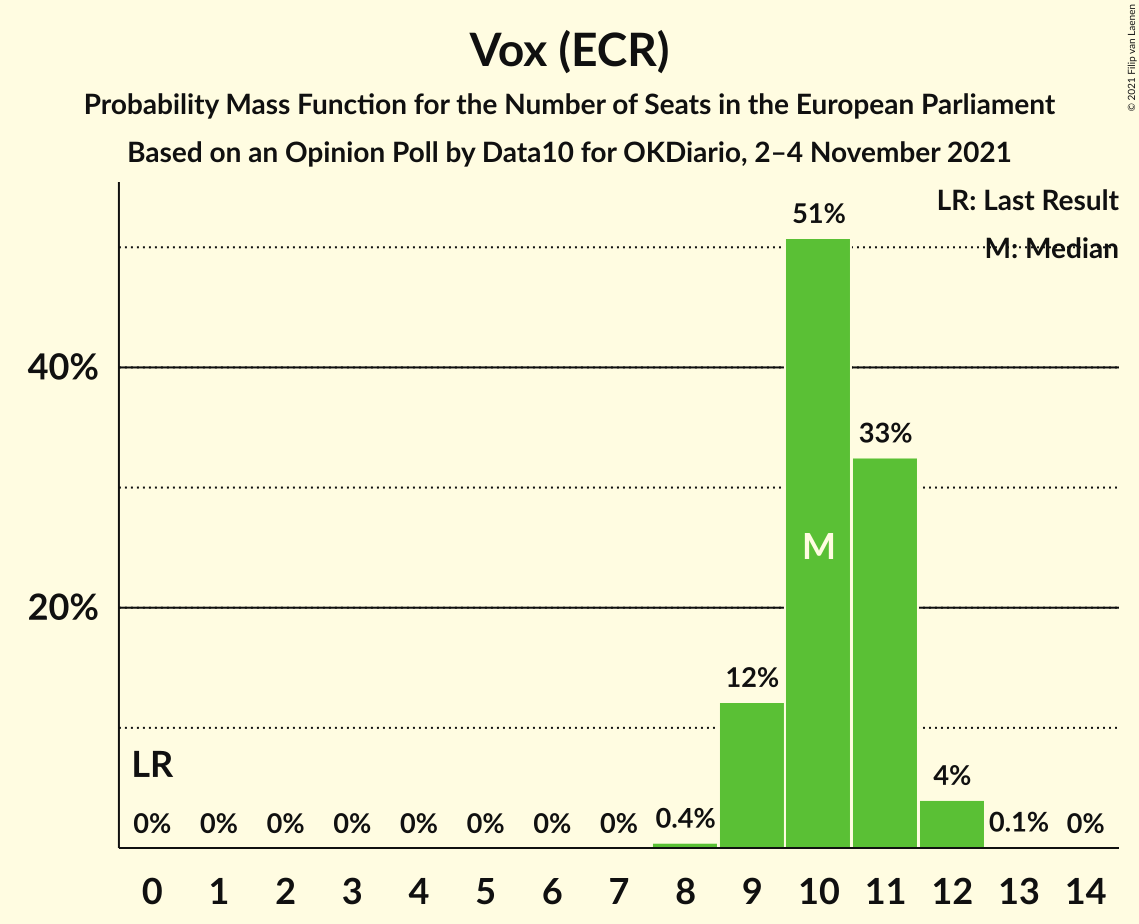 Vox (ECR)
Probability Mass Function for the Number of Seats in the European Parliament
Based on an Opinion Poll by Data10 for OKDiario, 2–4 November 2021
© 2021 Filip van Laenen
LR: Last Result
M: Median
51%
40%
33%
M
20%
12%
LR
4%
0% 0% 0% 0% 0% 0% 0% 0% 0.4% 0.1% 0%
0 1 2 3 4 5 6 7 8 9 10 11 12 13 14